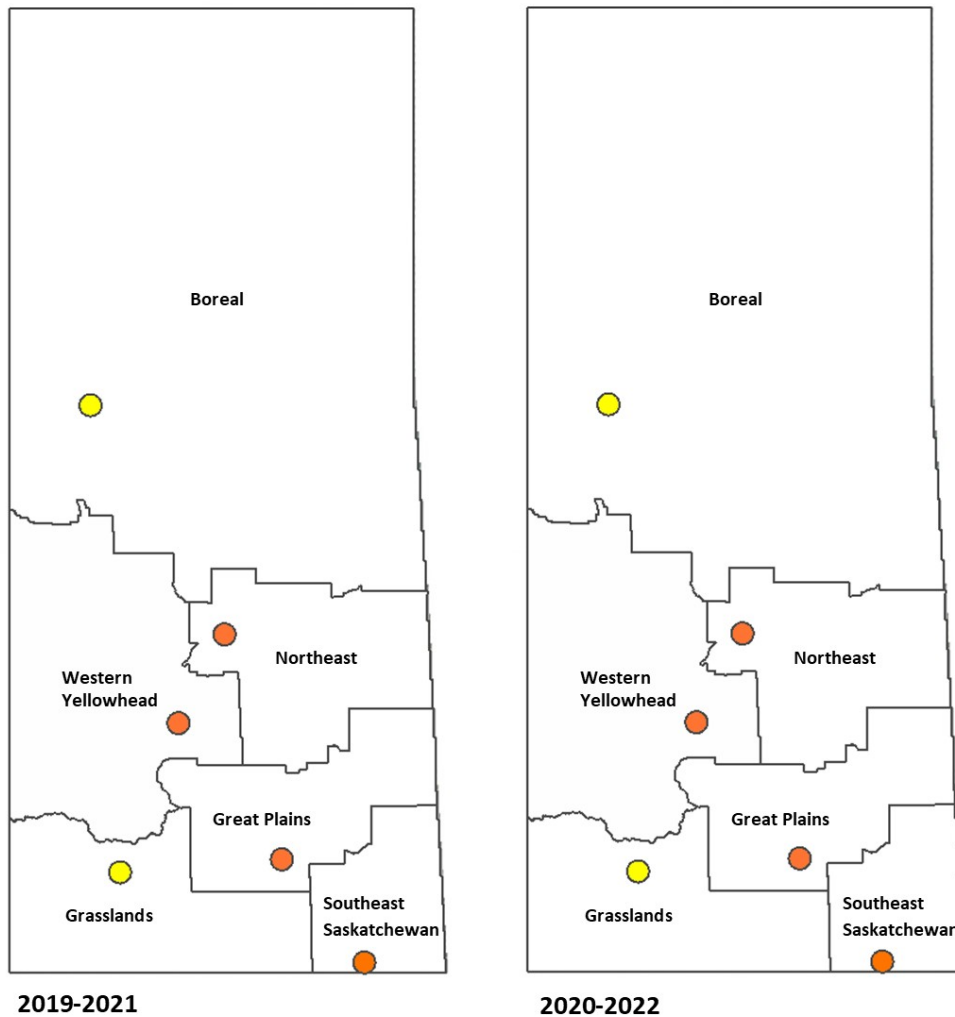 Boreal
Northeast
Western
Yellowhead
Great Plains
Grasslands
Southeast
Saskatchewan
2019-2021
Boreal
Northeast
Western
Yellowhead
Great Plains
Grasslands
Southeast
Saskatchewan
2020-2022